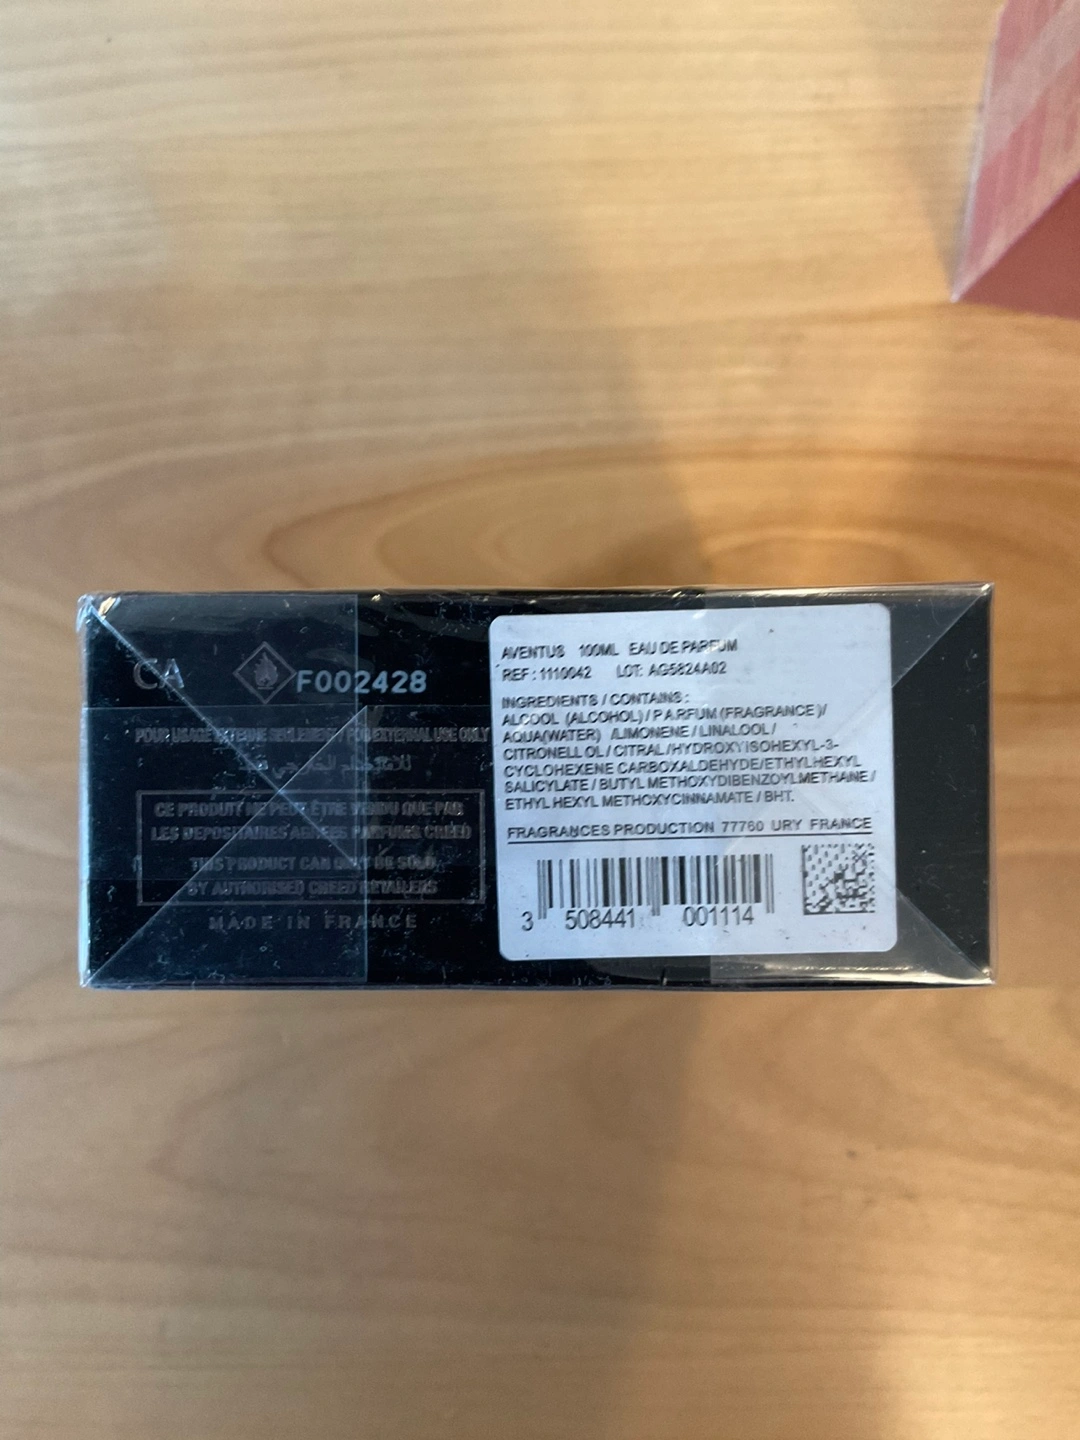 CA
F002428
POUR USAGE EXTERNE SEULEMENT FOR EXTERNAL USE ONLY
للاستخدام الخارجي فقط
CE PRODUIT NE PEUT ÊTRE VENDU QUE PAR
LES DEPOSITAIRES AGREES PARFUMS CREED
THIS PRODUCT CAN ONLY BE SOLD
BY AUTHORISED CREED RETAILERS
MADE IN FRANCE
AVENTUS 100ML EAU DE PARFUM
REF : 1110042 LOT: AG5824A02
INGREDIENTS / CONTAINS :
ALCOOL (ALCOHOL) / PARFUM (FRAGRANCE) /
AQUA(WATER) /LIMONENE / LINALOOL /
CITRONELLOL / CITRAL /HYDROXYISOHEXYL-3-
CYCLOHEXENE CARBOXALDEHYDE/ETHYLHEXYL
SALICYLATE / BUTYL METHOXYDIBENZOYLMETHANE /
ETHYL HEXYL METHOXYCINNAMATE / BHT.
FRAGRANCES PRODUCTION 77760 URY FRANCE
3 508441 001114